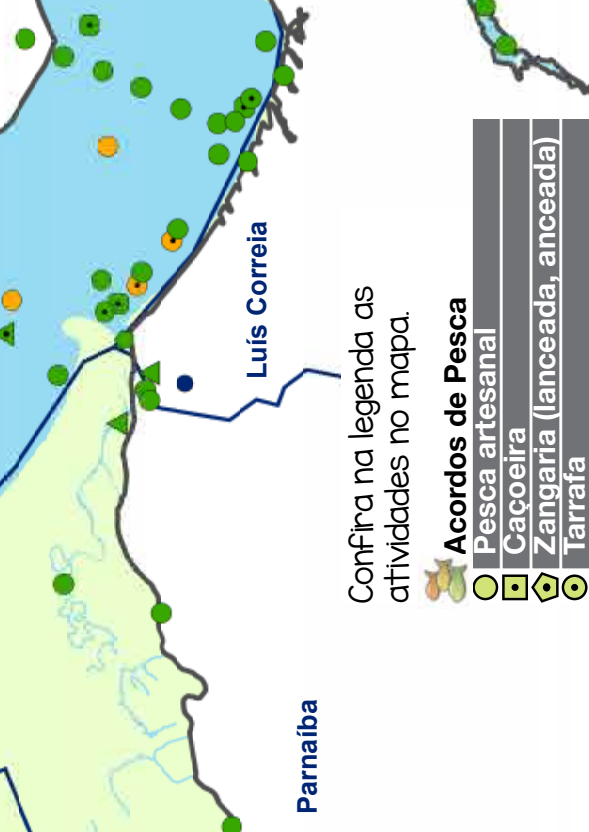 Luís Correia
Parnaíba
Confira na legenda as
atividades no mapa.
Acordos de Pesca
Pesca artesanal
Caçoeira
Zangaria (lanceada, anceada)
Tarrafa